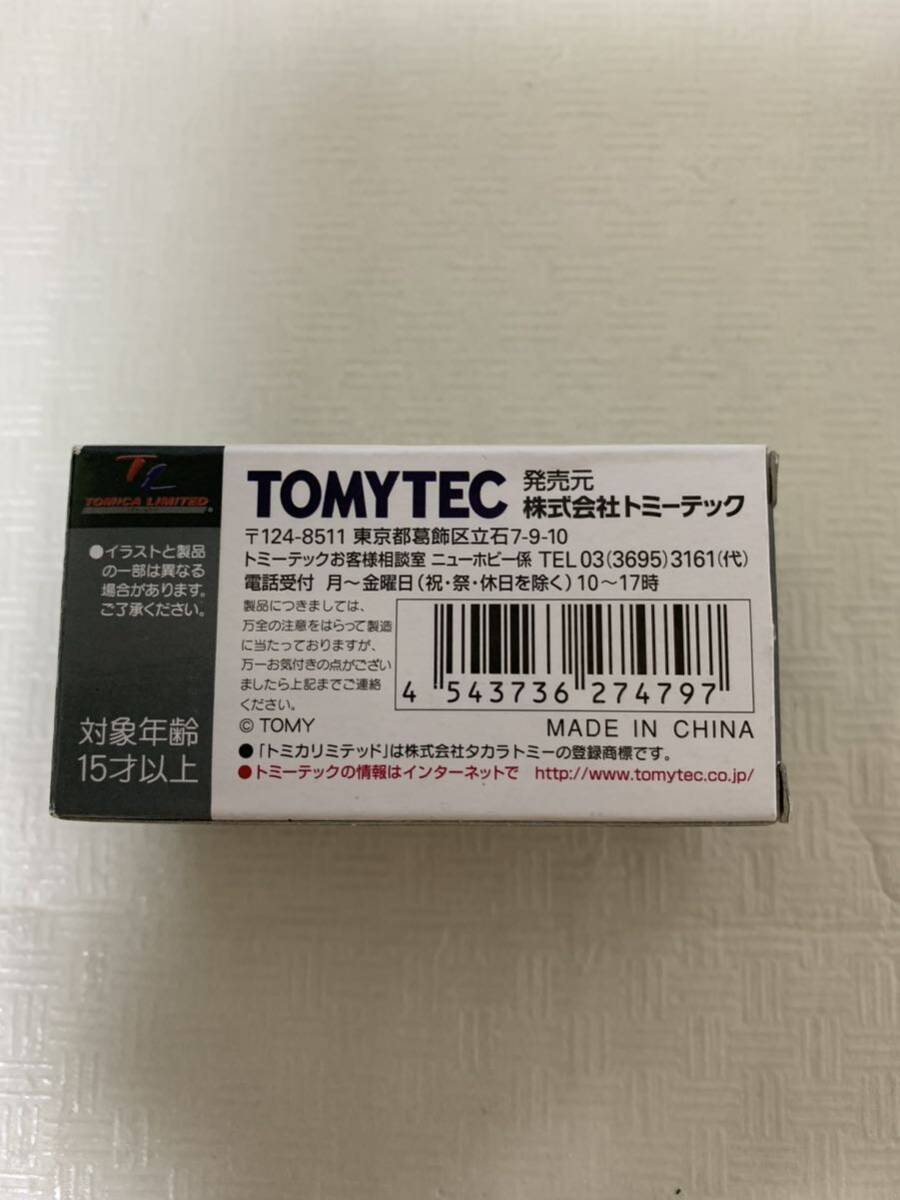 TL
TOMICA LIMITED
●イラストと製品
の一部は異なる
場合があります。
ご了承ください。
対象年齢
15才以上
TOMYTEC
発売元
株式会社トミーテック
〒124-8511 東京都葛飾区立石7-9-10
トミーテックお客様相談室 ニューホビー係 TEL 03(3695)3161(代)
電話受付 月〜金曜日(祝・祭・休日を除く)10〜17時
製品につきましては、
万全の注意をはらって製造
に当たっておりますが、
万一お気付きの点がござい
ましたら上記までご連絡
ください。
4 543736 274797
© TOMY
MADE IN CHINA
●「トミカリミテッド」は株式会社タカラトミーの登録商標です。
●トミーテックの情報はインターネットで http://www.tomytec.co.jp/